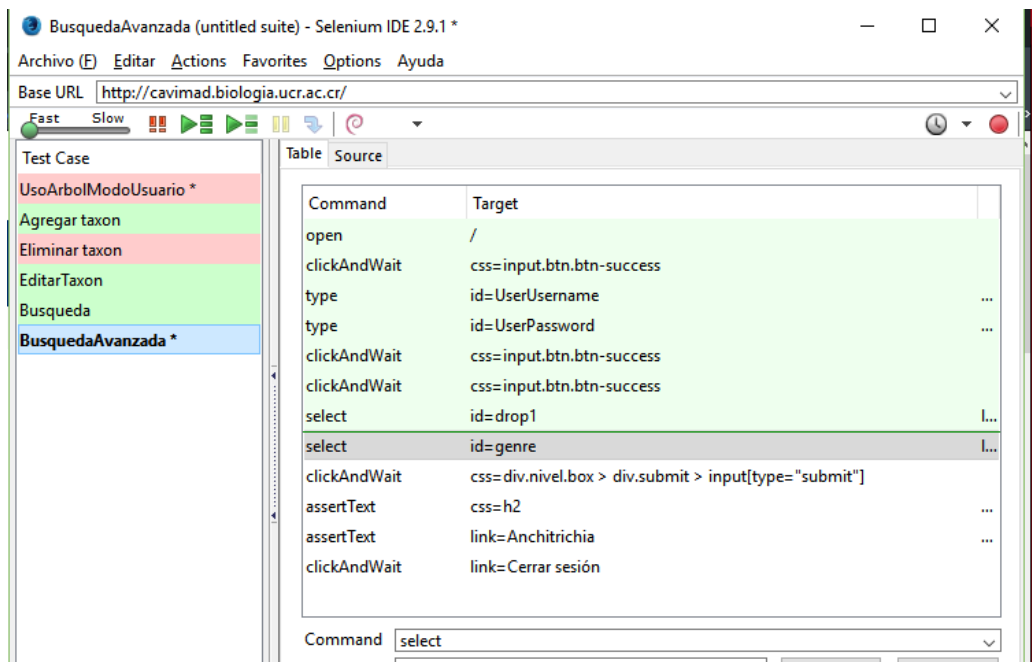 BusquedaAvanzada (untitled suite) - Selenium IDE 2.9.1 *
Archivo (F) Editar Actions Favorites Options Ayuda
Base URL http://cavimad.biologia.ucr.ac.cr/
Fast Slow
Test Case
UsoArbolModoUsuario *
Agregar taxon
Eliminar taxon
EditarTaxon
Busqueda
BusquedaAvanzada *
Table Source
Command Target
open /
clickAndWait css=input.btn.btn-success
type id=UserUsername ...
type id=UserPassword ...
clickAndWait css=input.btn.btn-success
clickAndWait css=input.btn.btn-success
select id=drop1 l...
select id=genre l...
clickAndWait css=div.nivel.box > div.submit > input[type="submit"]
assertText css=h2 ...
assertText link=Anchitrichia ...
clickAndWait link=Cerrar sesión
Command select